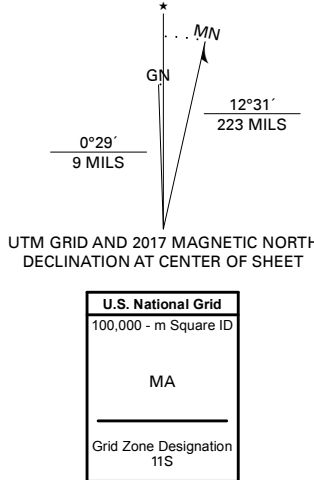 MN
GN
12°31´
223 MILS
0°29´
9 MILS
UTM GRID AND 2017 MAGNETIC NORTH
DECLINATION AT CENTER OF SHEET
U.S. National Grid
100,000 - m Square ID
MA
Grid Zone Designation
11S